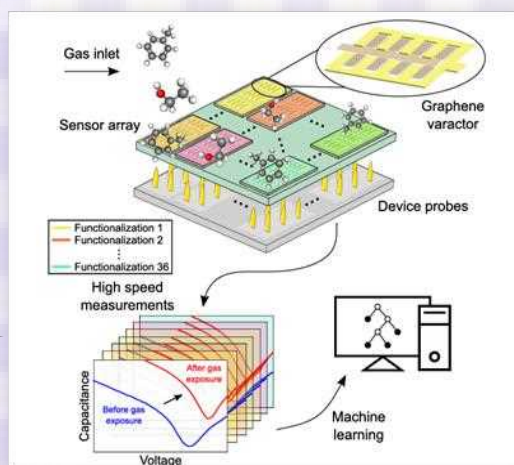 Gas inlet
Graphene
varactor
Sensor array
Device probes
Functionalization 1
Functionalization 2
Functionalization 36
High speed
measurements
After gas
exposure
Before gas
exposure
Capacitance
Voltage
Machine
learning